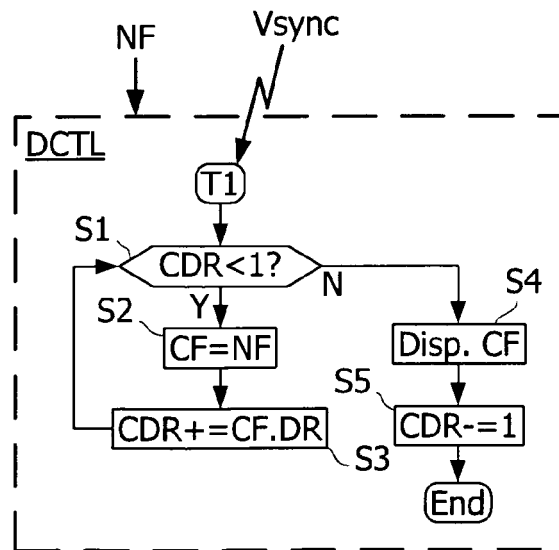 NF
Vsync
DCTL
T1
S1
CDR<1?
Y
N
S2
CF=NF
S4
Disp. CF
S5
CDR+=CF.DR
S3
CDR-=1
End